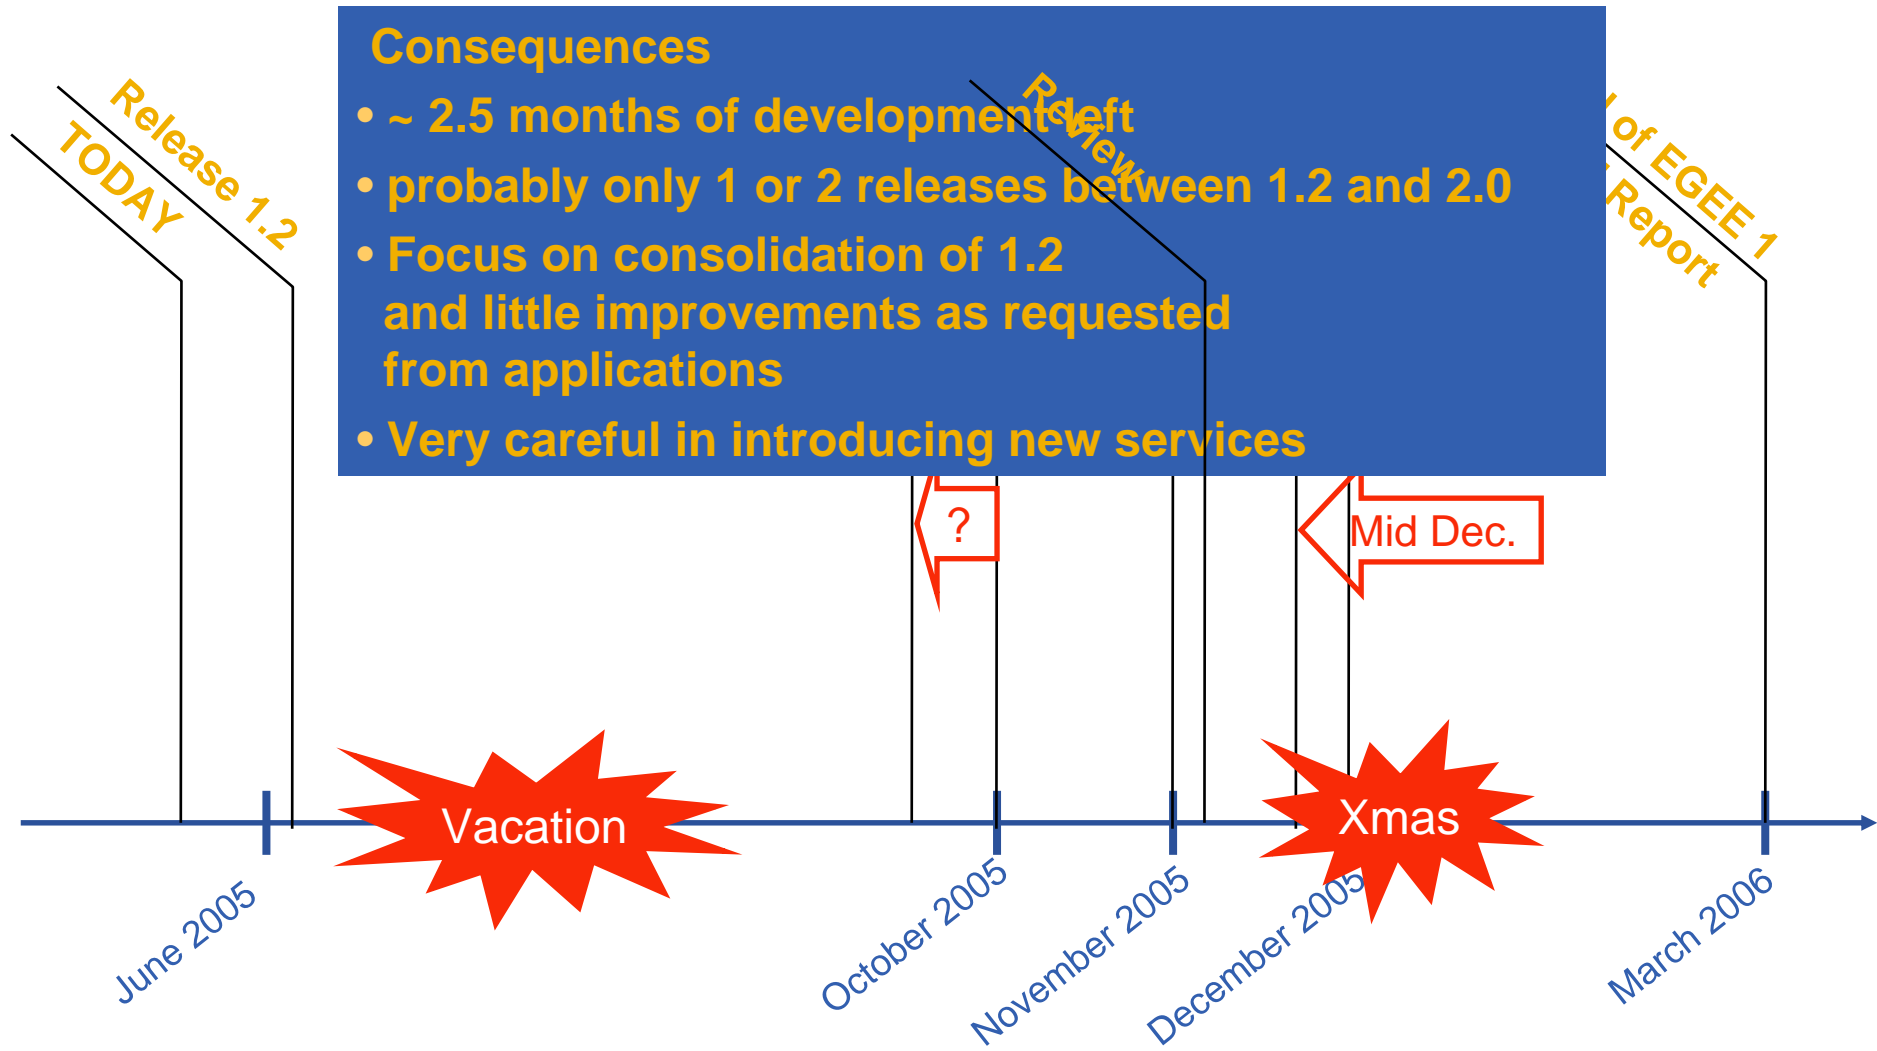 Consequences
• ~ 2.5 months of development left
• probably only 1 or 2 releases between 1.2 and 2.0
• Focus on consolidation of 1.2
and little improvements as requested
from applications
• Very careful in introducing new services
Release 1.2
TODAY
Review
of EGEE 1
Report
?
Mid Dec.
Vacation
Xmas
June 2005
October 2005
November 2005
December 2005
March 2006